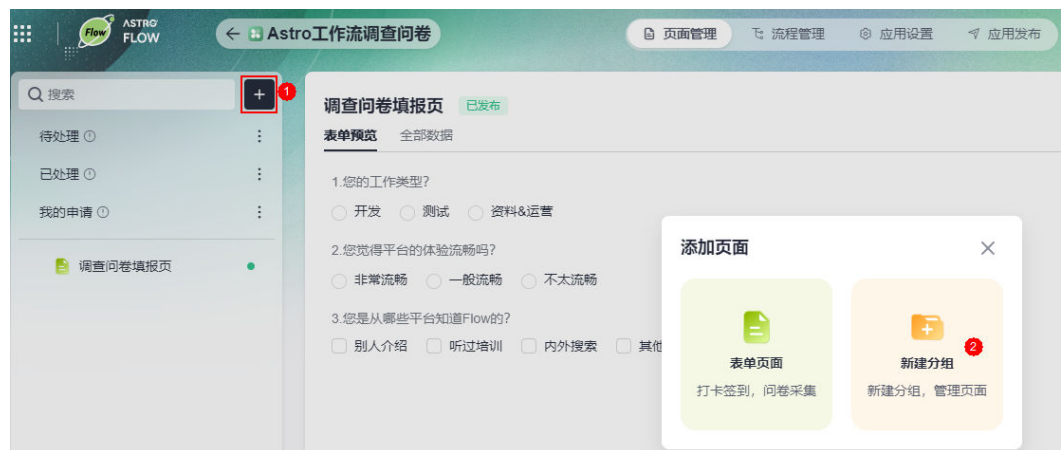 Flow ASTRO FLOW
← Astro工作流调查问卷
页面管理 流程管理 应用设置 应用发布
搜索 + 1
待处理
已处理
我的申请
调查问卷填报页
调查问卷填报页 已发布
表单预览 全部数据
1.您的工作类型?
开发 测试 资料&运营
2.您觉得平台的体验流畅吗?
非常流畅 一般流畅 不太流畅
3.您是从哪些平台知道Flow的?
别人介绍 听过培训 内外搜索 其他
添加页面
表单页面
打卡签到，问卷采集
新建分组 2
新建分组，管理页面